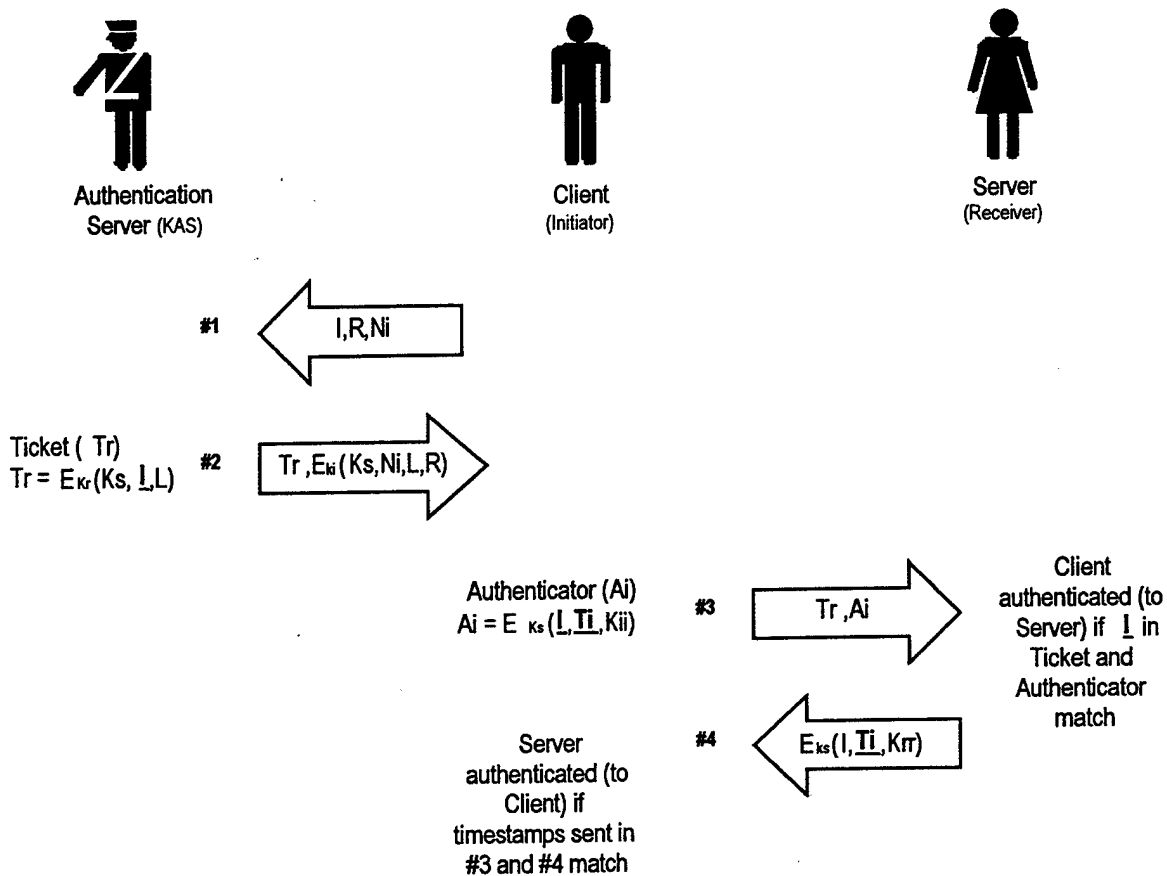 Authentication
Server (KAS)
Client
(Initiator)
Server
(Receiver)
#1
I,R,Ni
Ticket ( Tr)
Tr = EKr(Ks, I,L)
#2
Tr ,Eki(Ks,Ni,L,R)
Authenticator (Ai)
Ai = E Ks(I,Ti,Kii)
#3
Tr ,Ai
Client
authenticated (to
Server) if I in
Ticket and
Authenticator
match
Server
authenticated (to
Client) if
timestamps sent in
#3 and #4 match
#4
Eks(I,Ti,Krr)